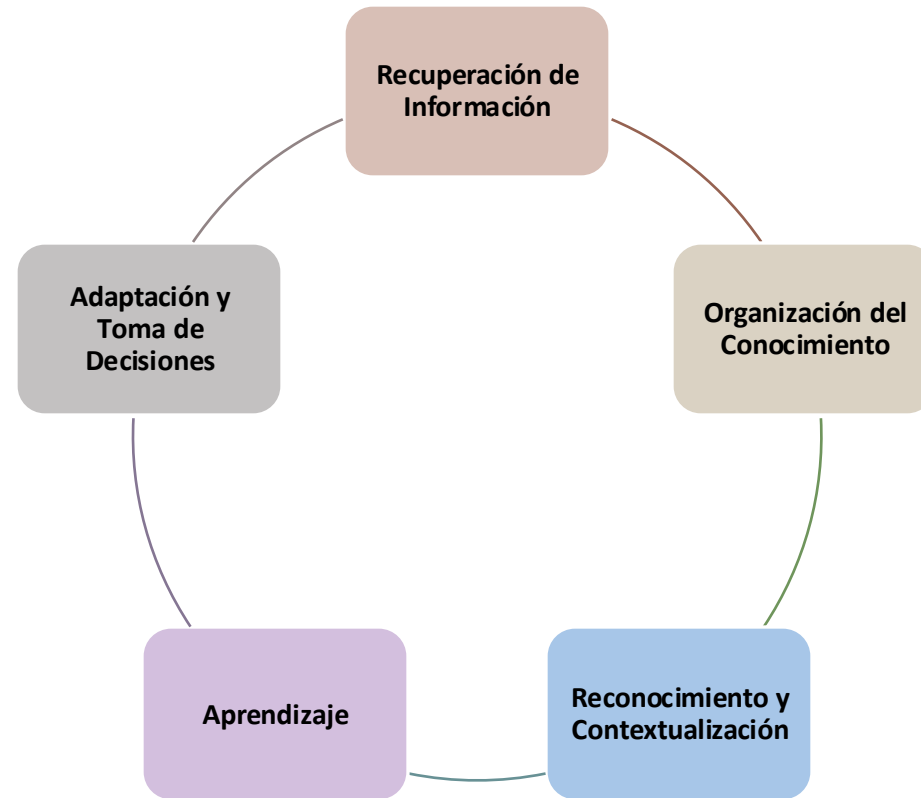 Recuperación de
Información
Organización del
Conocimiento
Reconocimiento y
Contextualización
Aprendizaje
Adaptación y
Toma de
Decisiones